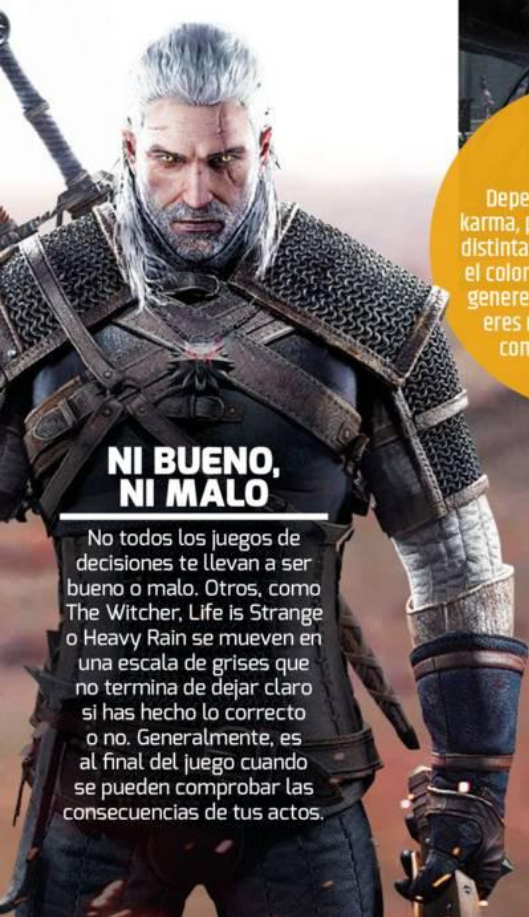 NI BUENO,
NI MALO
No todos los juegos de
decisiones te llevan a ser
bueno o malo. Otros, como
The Witcher, Life is Strange
o Heavy Rain se mueven en
una escala de grises que
no termina de dejar claro
si has hecho lo correcto
o no. Generalmente, es
al final del juego cuando
se pueden comprobar las
consecuencias de tus actos.
karma,
distinta
el color
eres